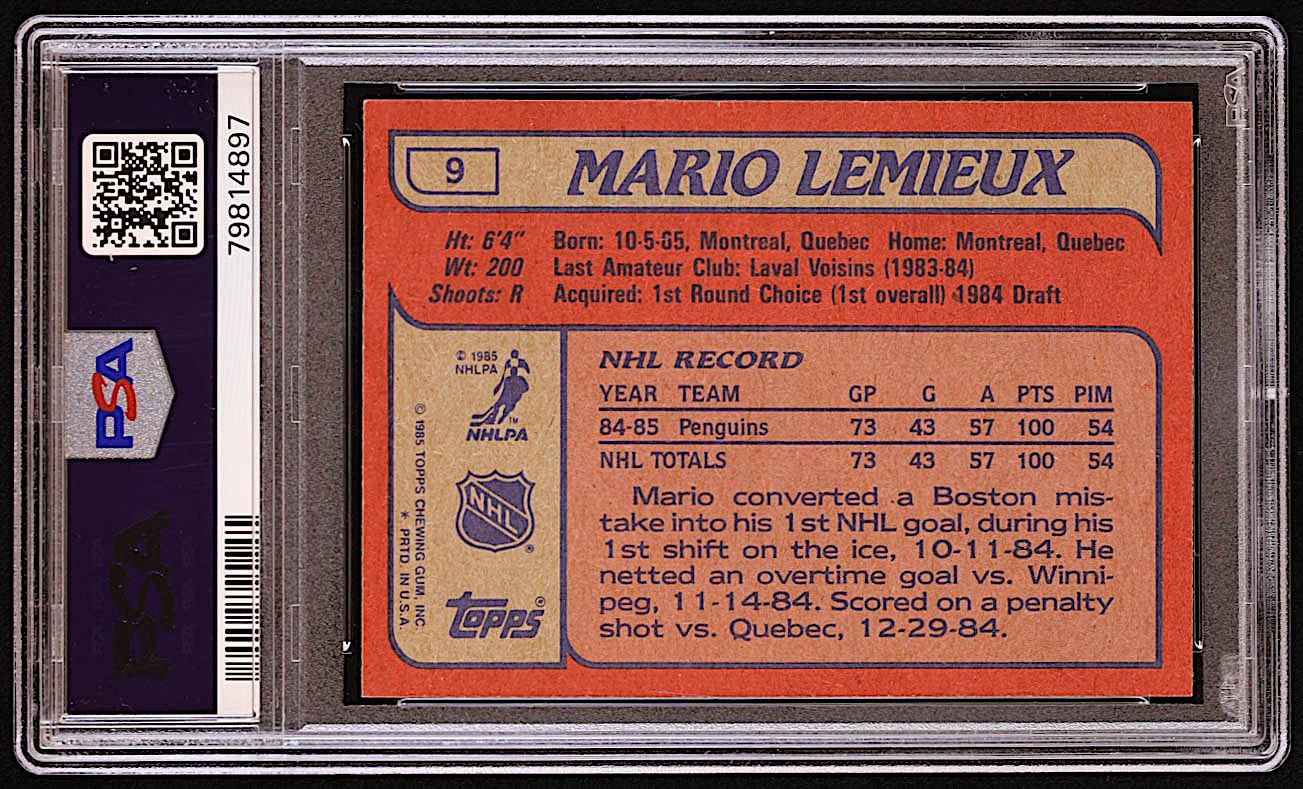 79814897
PSA
PSA
PSA
9
MARIO LEMIEUX
Ht: 6'4" Born: 10-5-65, Montreal, Quebec Home: Montreal, Quebec
Wt: 200 Last Amateur Club: Laval Voisins (1983-84)
Shoots: R Acquired: 1st Round Choice (1st overall) 1984 Draft
© 1985
NHLPA
TM
NHLPA
NHL
®
topps®
© 1985 TOPPS CHEWING GUM, INC.
* PRTD. IN U.S.A.
NHL RECORD
YEAR TEAM GP G A PTS PIM
84-85 Penguins 73 43 57 100 54
NHL TOTALS 73 43 57 100 54
Mario converted a Boston mis-
take into his 1st NHL goal, during his
1st shift on the ice, 10-11-84. He
netted an overtime goal vs. Winni-
peg, 11-14-84. Scored on a penalty
shot vs. Quebec, 12-29-84.